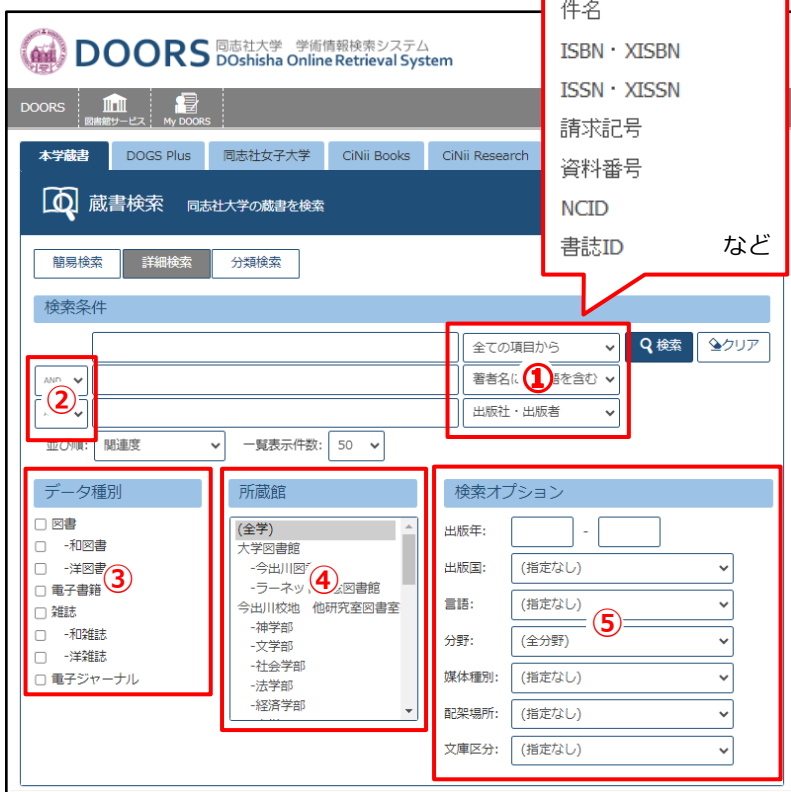 件名
ISBN・XISBN
ISSN・XISSN
請求記号
資料番号
NCID
書誌ID など
DOORS 同志社大学 学術情報検索システム
DOshisha Online Retrieval System
DOORS
図書館サービス My DOORS
本学蔵書 DOGS Plus 同志社女子大学 CiNii Books CiNii Research
蔵書検索 同志社大学の蔵書を検索
簡易検索 詳細検索 分類検索
検索条件
全ての項目から 検索 クリア
AND 著者名に ① を含む
② 出版社・出版者
並び順: 関連度 一覧表示件数: 50
データ種別
図書
-和図書
-洋図書
③
電子書籍
雑誌
-和雑誌
-洋雑誌
電子ジャーナル
所蔵館
(全学)
大学図書館
-今出川図
④
-ラーネッ 図書館
今出川校地 他研究室図書室
-神学部
-文学部
-社会学部
-法学部
-経済学部
検索オプション
出版年: -
出版国: (指定なし)
言語: (指定なし)
⑤
分野: (全分野)
媒体種別: (指定なし)
配架場所: (指定なし)
文庫区分: (指定なし)